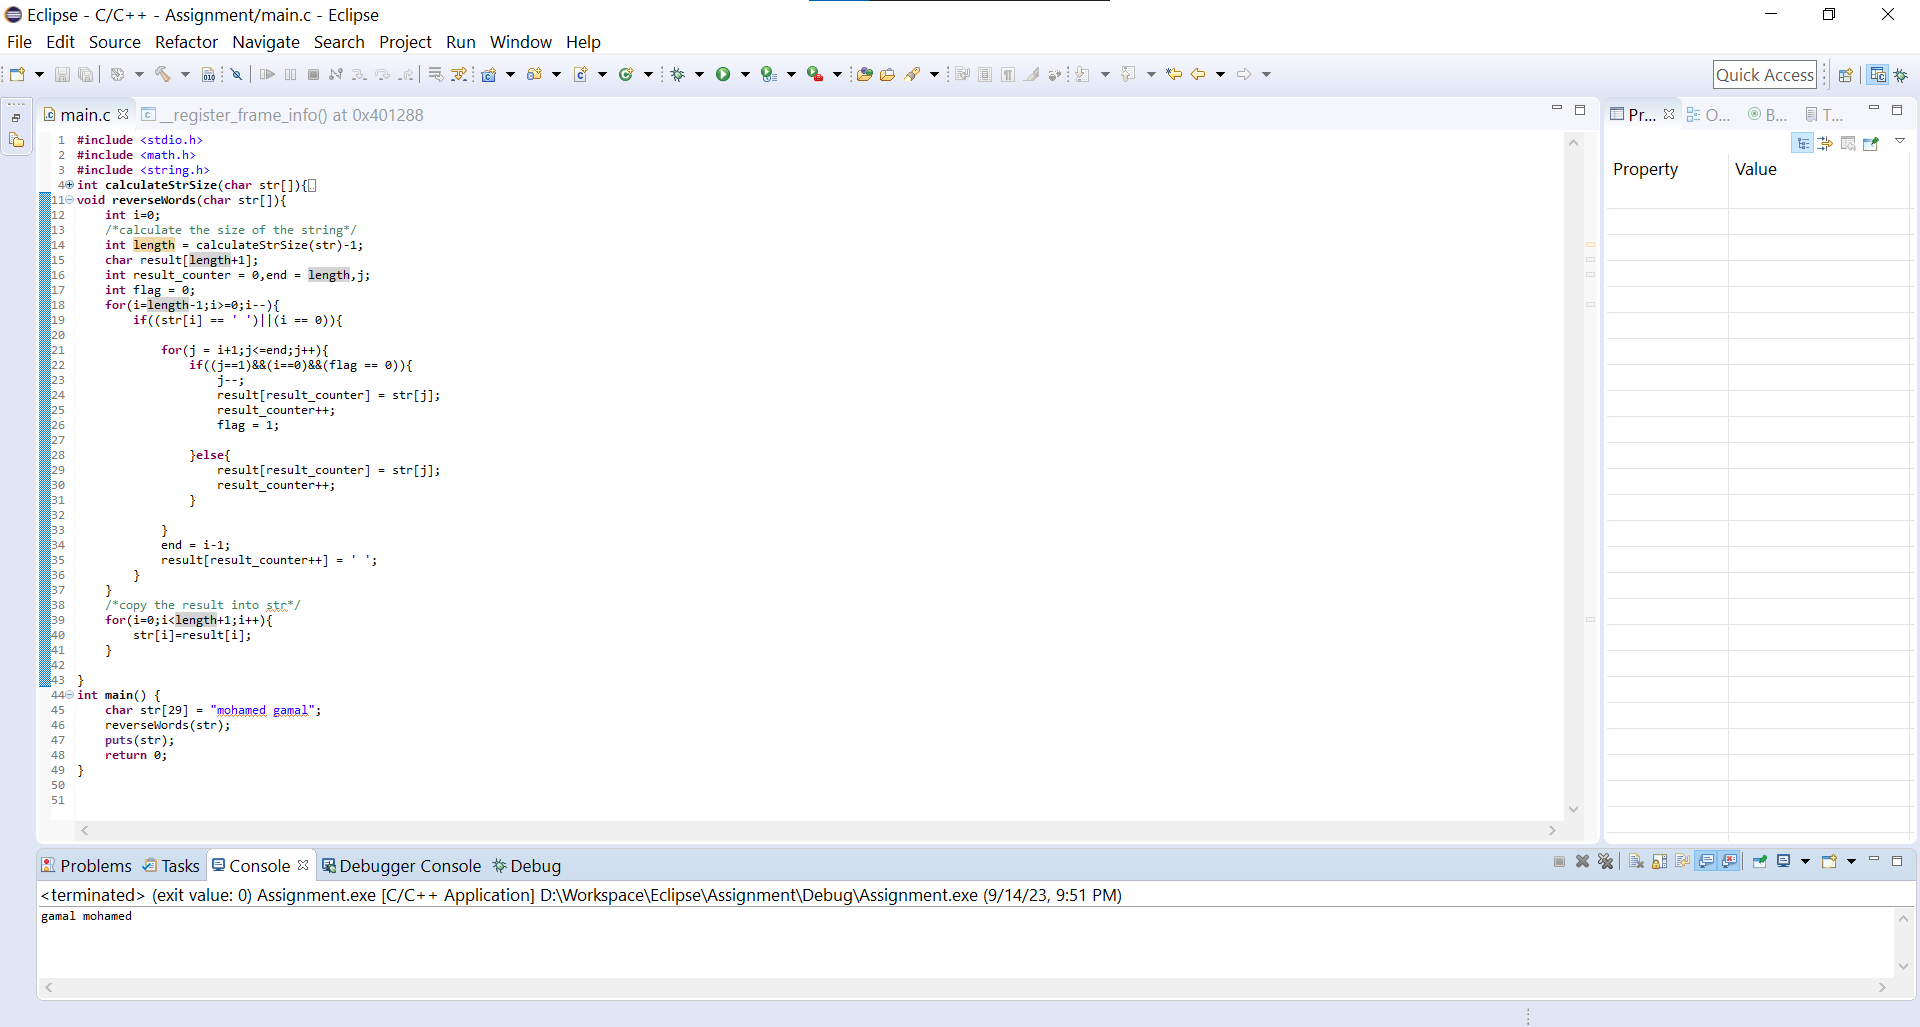 Eclipse - C/C++ - Assignment/main.c - Eclipse
File Edit Source Refactor Navigate Search Project Run Window Help
Quick Access
main.c __register_frame_info() at 0x401288
Pr... O... B... T...
Property Value
1 #include <stdio.h>
2 #include <math.h>
3 #include <string.h>
4 int calculateStrSize(char str[]){
11 void reverseWords(char str[]){
12 int i=0;
13 /*calculate the size of the string*/
14 int length = calculateStrSize(str)-1;
15 char result[length+1];
16 int result_counter = 0,end = length,j;
17 int flag = 0;
18 for(i=length-1;i>=0;i--){
19 if((str[i] == ' ')||(i == 0)){
20
21 for(j = i+1;j<=end;j++){
22 if((j==1)&&(i==0)&&(flag == 0)){
23 j--;
24 result[result_counter] = str[j];
25 result_counter++;
26 flag = 1;
27
28 }else{
29 result[result_counter] = str[j];
30 result_counter++;
31 }
32
33 }
34 end = i-1;
35 result[result_counter++] = ' ';
36 }
37 }
38 /*copy the result into str*/
39 for(i=0;i<length+1;i++){
40 str[i]=result[i];
41 }
42
43 }
44 int main() {
45 char str[29] = "mohamed gamal";
46 reverseWords(str);
47 puts(str);
48 return 0;
49 }
50
51
Problems Tasks Console Debugger Console Debug
<terminated> (exit value: 0) Assignment.exe [C/C++ Application] D:\Workspace\Eclipse\Assignment\Debug\Assignment.exe (9/14/23, 9:51 PM)
gamal mohamed